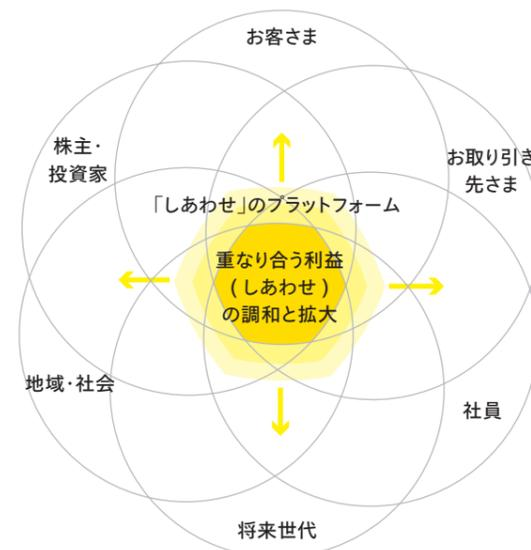 お客さま
株主・
投資家
お取り引き
先さま
「しあわせ」のプラットフォーム
重なり合う利益
(しあわせ)
の調和と拡大
地域・社会
社員
将来世代